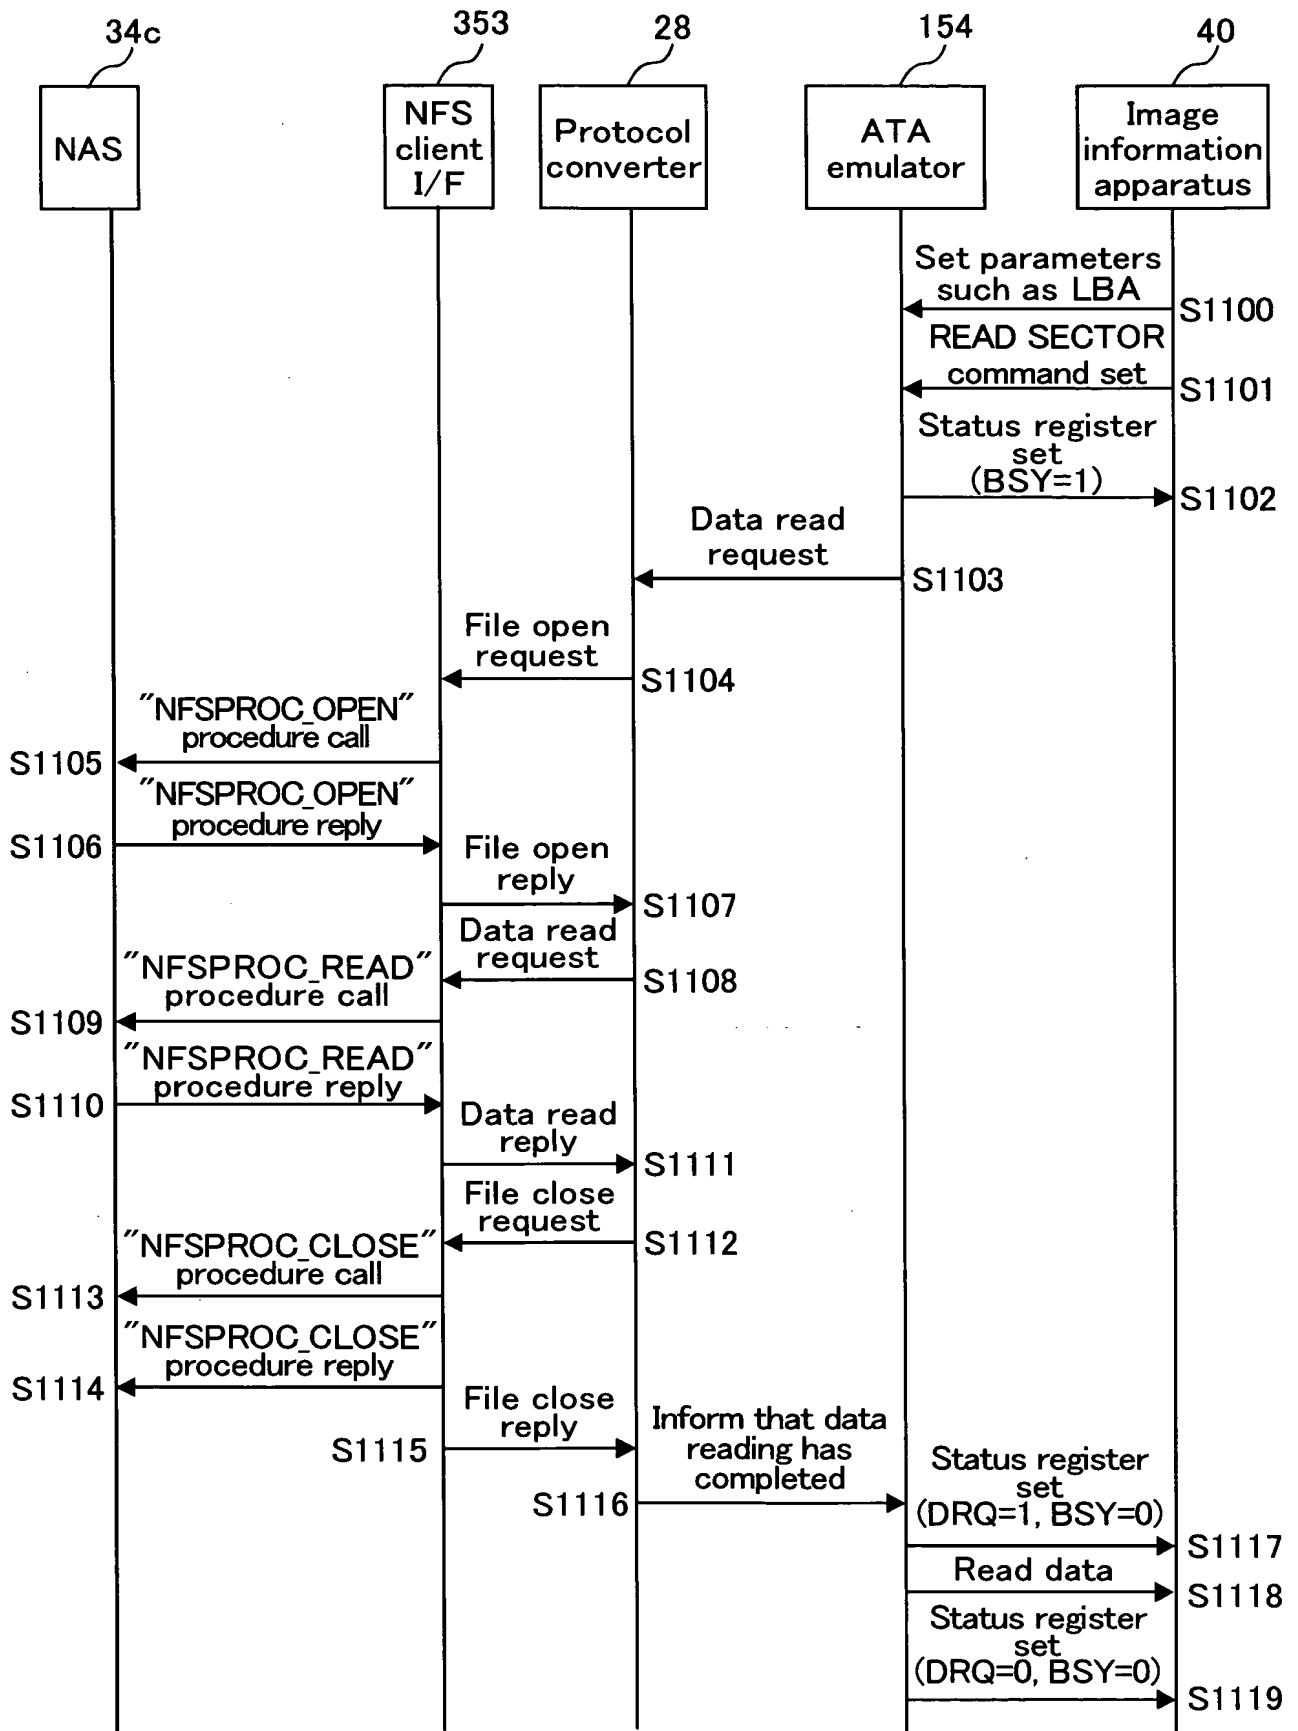 34c
353
28
154
40
NAS
NFS
client
I/F
Protocol
converter
ATA
emulator
Image
information
apparatus
Set parameters
such as LBA
S1100
READ SECTOR
command set
S1101
Status register
set
(BSY=1)
S1102
Data read
request
S1103
File open
request
S1104
"NFSPROC_OPEN"
procedure call
S1105
"NFSPROC_OPEN"
procedure reply
S1106
File open
reply
S1107
Data read
request
S1108
"NFSPROC_READ"
procedure call
S1109
"NFSPROC_READ"
procedure reply
S1110
Data read
reply
S1111
File close
request
S1112
"NFSPROC_CLOSE"
procedure call
S1113
"NFSPROC_CLOSE"
procedure reply
S1114
File close
reply
S1115
Inform that data
reading has
completed
S1116
Status register
set
(DRQ=1, BSY=0)
S1117
Read data
S1118
Status register
set
(DRQ=0, BSY=0)
S1119